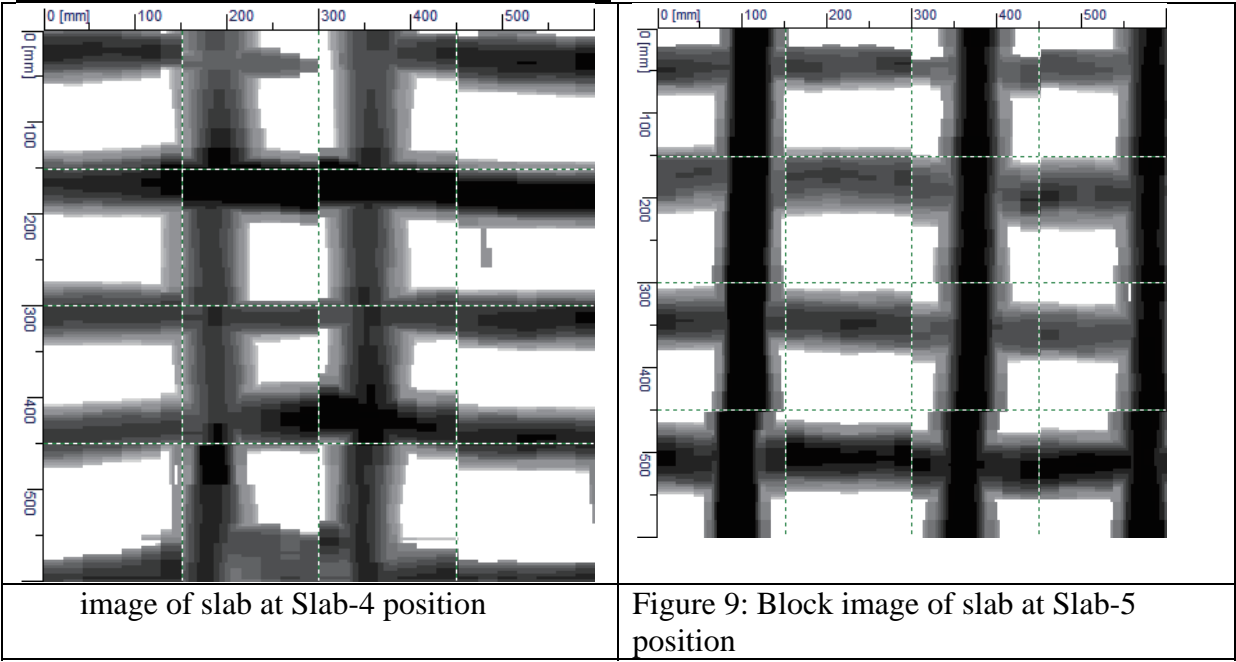 0 [mm] 100 200 300 400 500
0 [mm] 100 200 300 400 500
0 [mm] 100 200 300 400 500
0 [mm] 100 200 300 400 500
image of slab at Slab-4 position
Figure 9: Block image of slab at Slab-5
position